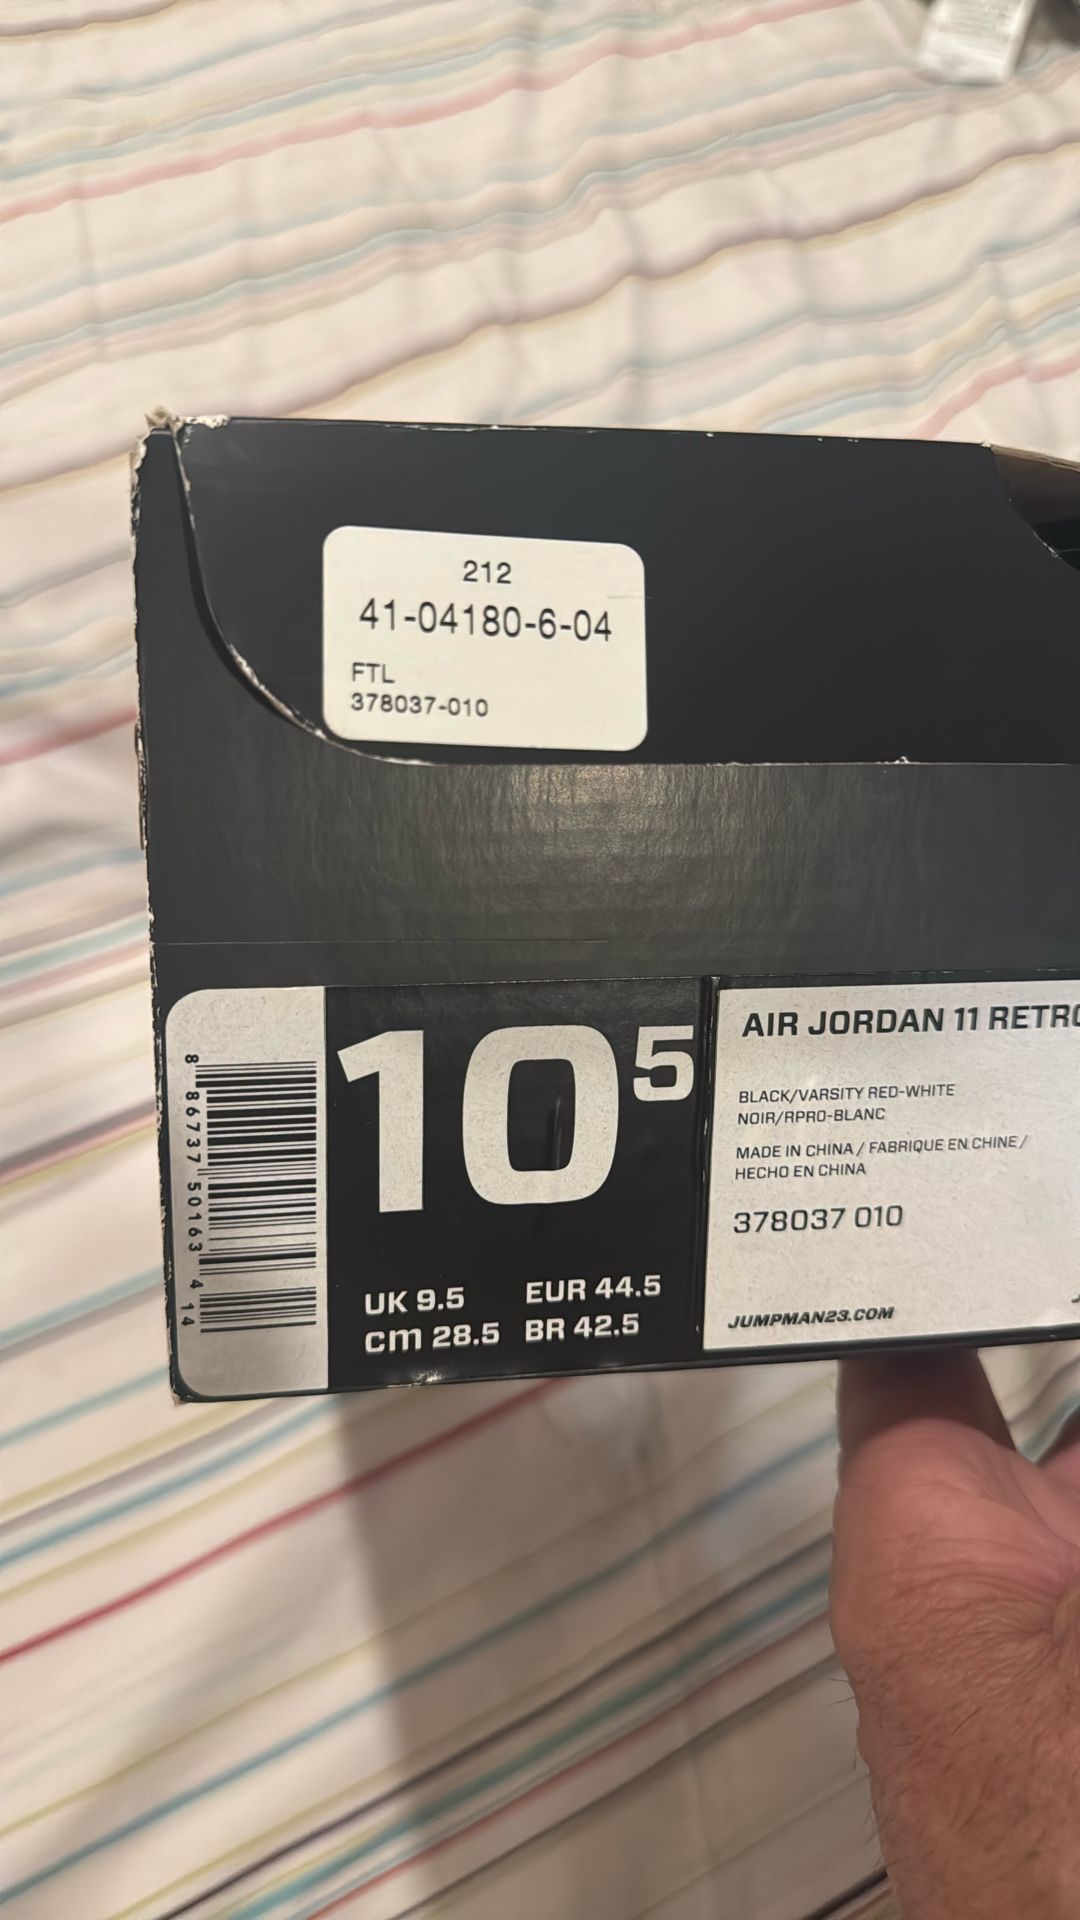 212
41-04180-6-04
FTL
378037-010
8 86737 50163 4 14
10 5
UK 9.5 EUR 44.5
cm 28.5 BR 42.5
AIR JORDAN 11 RETRO
BLACK/VARSITY RED-WHITE
NOIR/RPRO-BLANC
MADE IN CHINA / FABRIQUE EN CHINE/
HECHO EN CHINA
378037 010
JUMPMAN23.COM